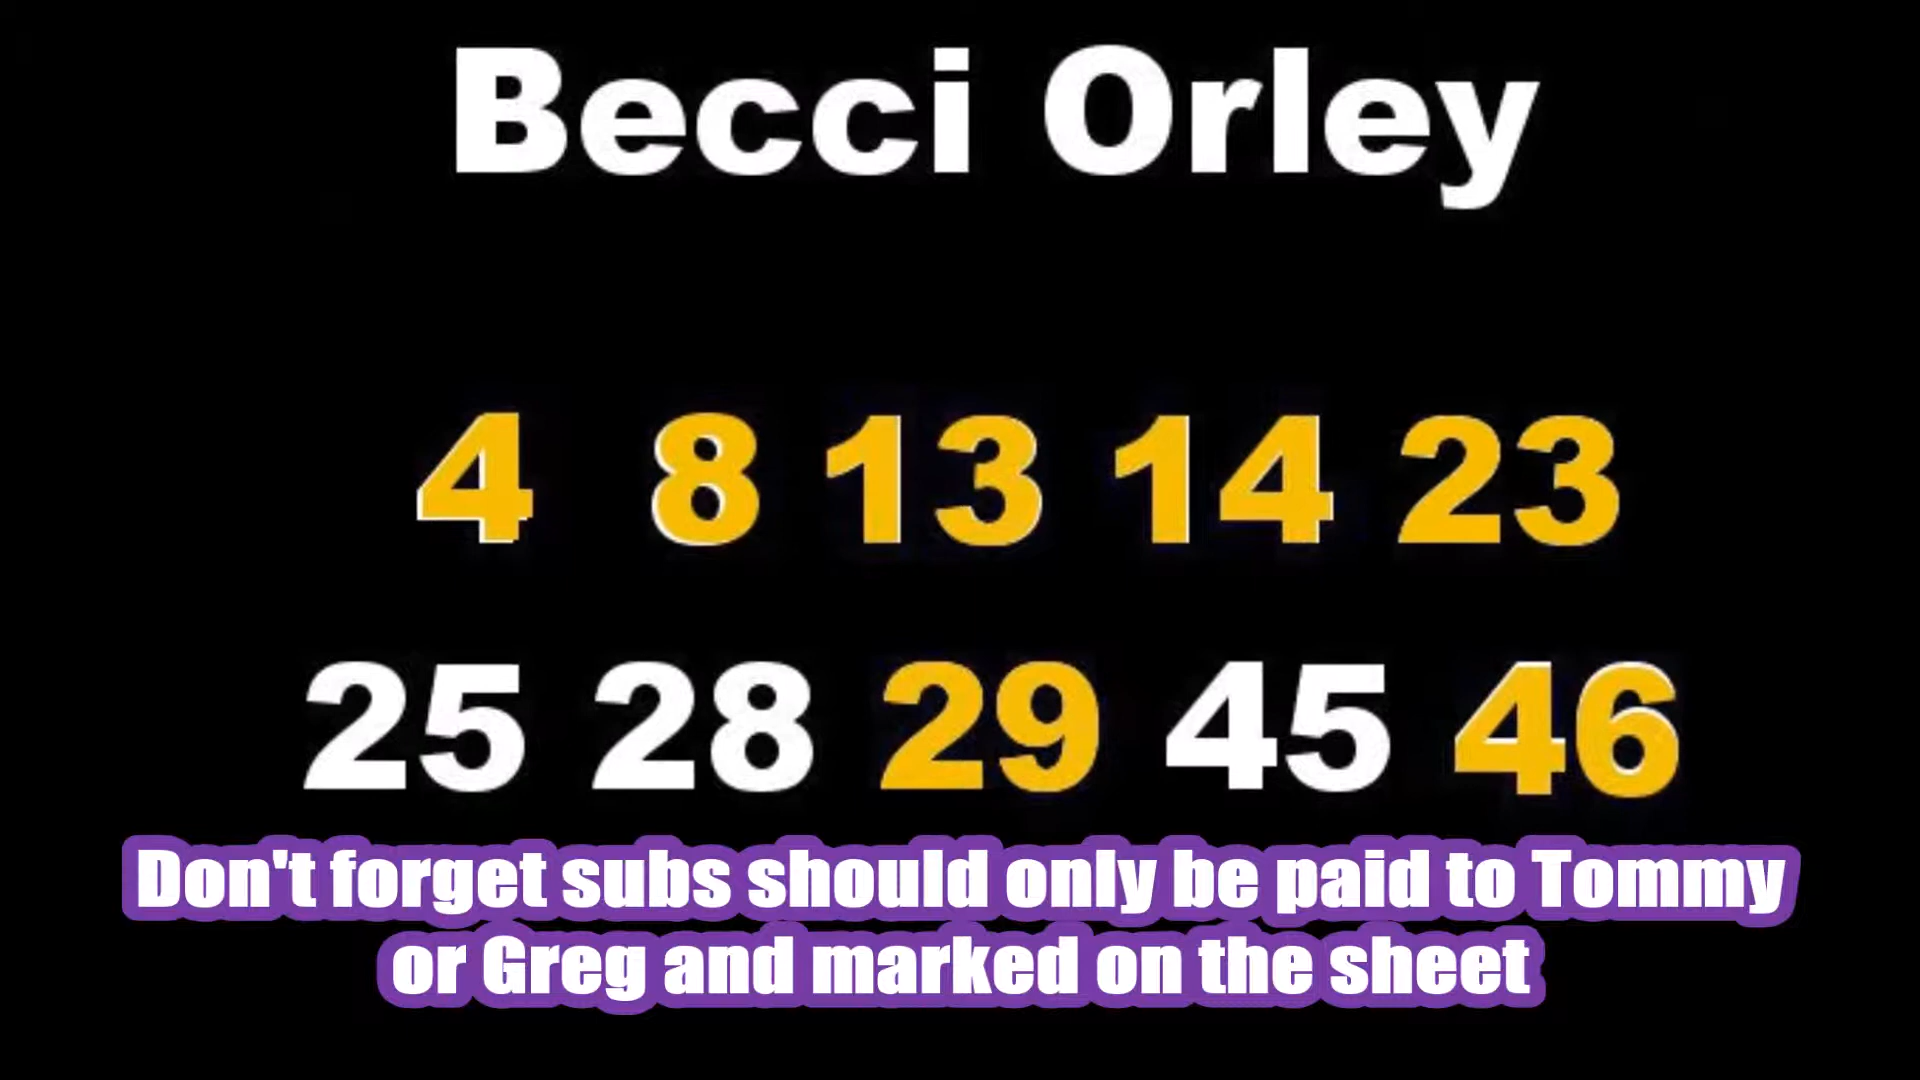 Becci Orley
4 8 13 14 23
25 28 29 45 46
Don't forget subs should only be paid to Tommy
or Greg and marked on the sheet